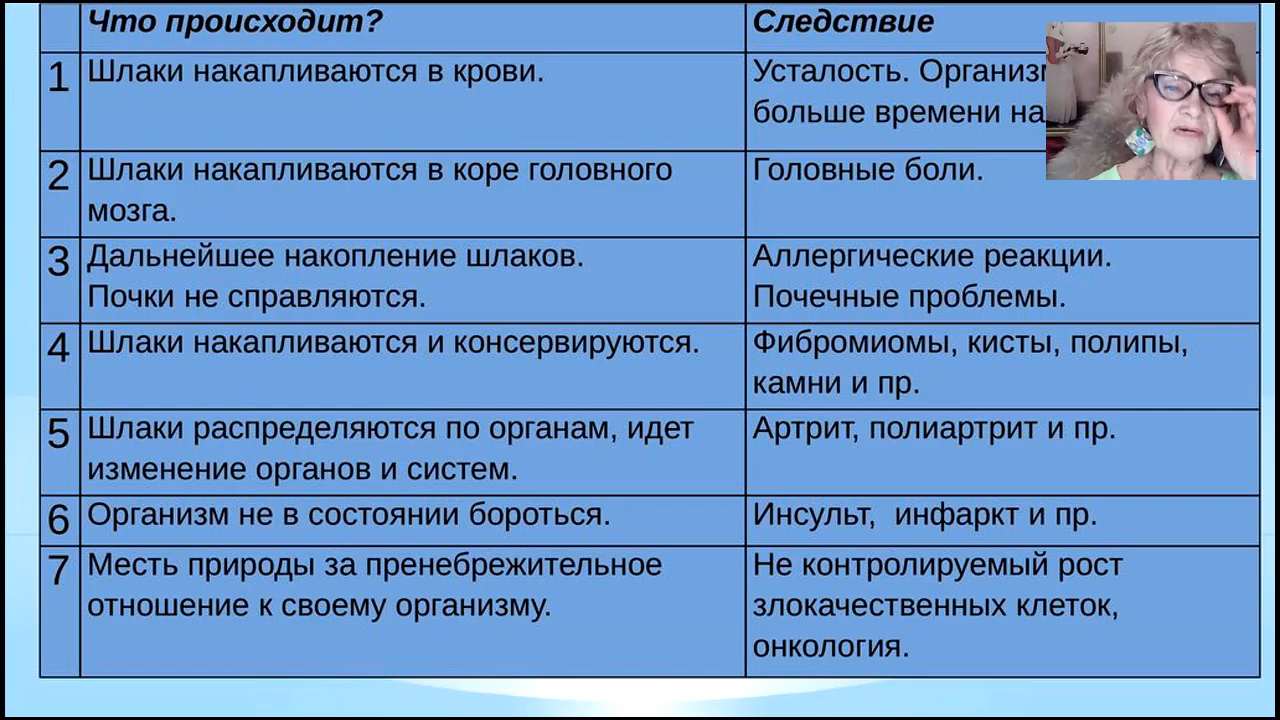 Что происходит?
Следствие
1
Шлаки накапливаются в крови.
Усталость. Организм
больше времени на
2
Шлаки накапливаются в коре головного
мозга.
Головные боли.
3
Дальнейшее накопление шлаков.
Почки не справляются.
Аллергические реакции.
Почечные проблемы.
4
Шлаки накапливаются и консервируются.
Фибромиомы, кисты, полипы,
камни и пр.
5
Шлаки распределяются по органам, идет
изменение органов и систем.
Артрит, полиартрит и пр.
6
Организм не в состоянии бороться.
Инсульт,  инфаркт и пр.
7
Месть природы за пренебрежительное
отношение к своему организму.
Не контролируемый рост
злокачественных клеток,
онкология.